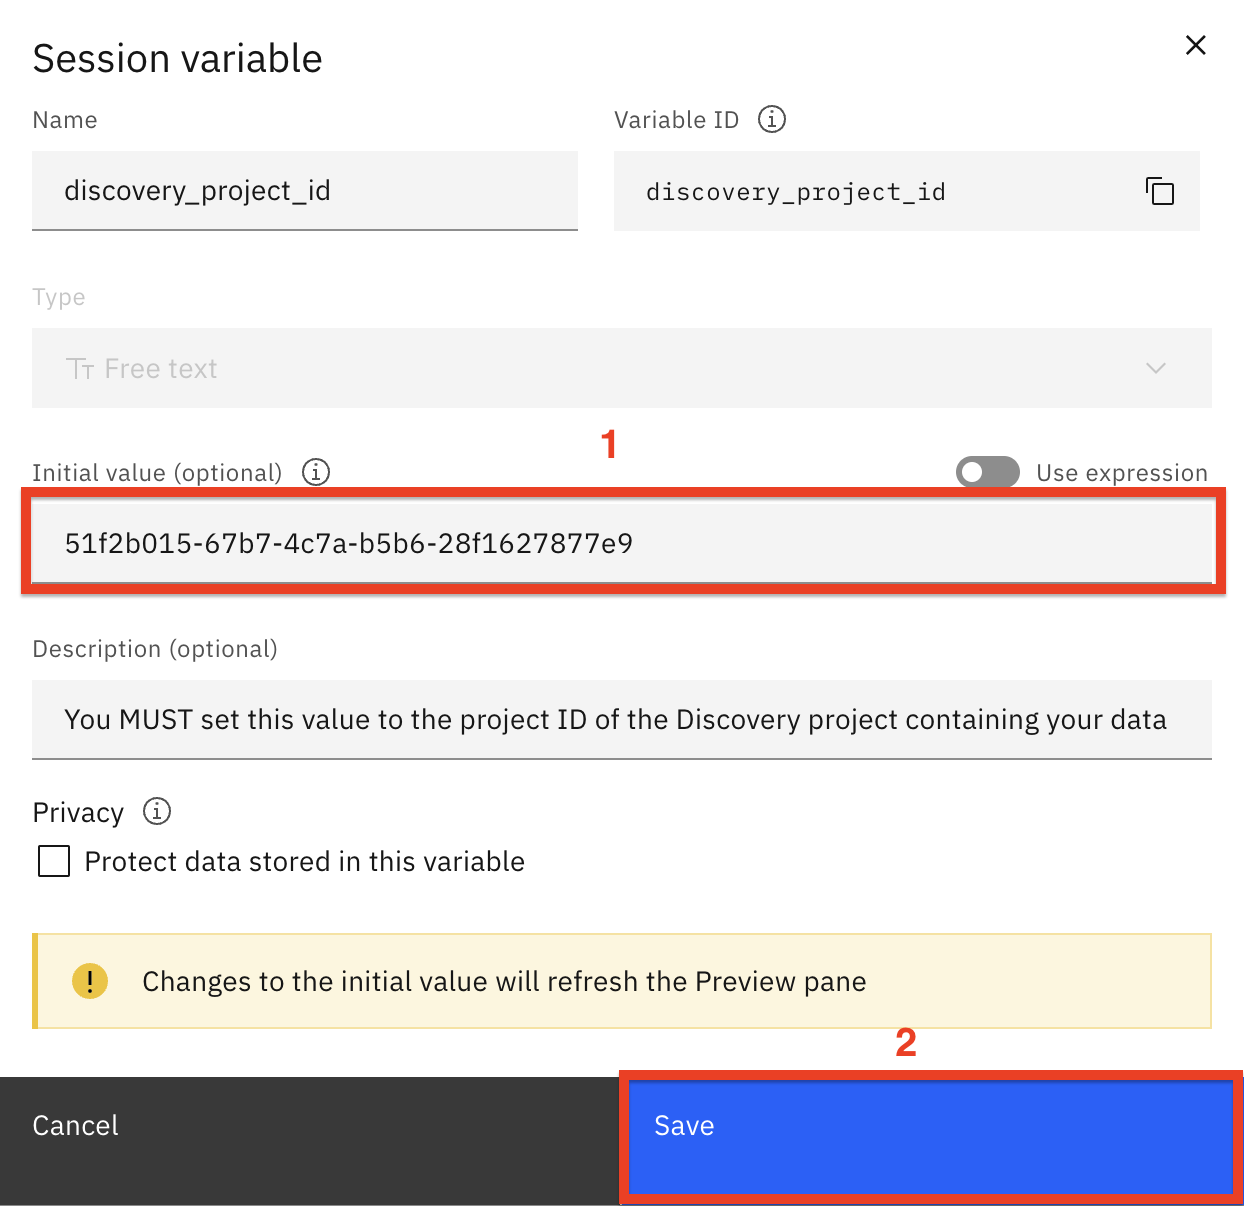 Session variable
Name
Variable ID
discovery_project_id
discovery_project_id
Type
Free text
1
Initial value (optional)
Use expression
51f2b015-67b7-4c7a-b5b6-28f1627877e9
Description (optional)
You MUST set this value to the project ID of the Discovery project containing your data
Privacy
Protect data stored in this variable
Changes to the initial value will refresh the Preview pane
2
Cancel
Save